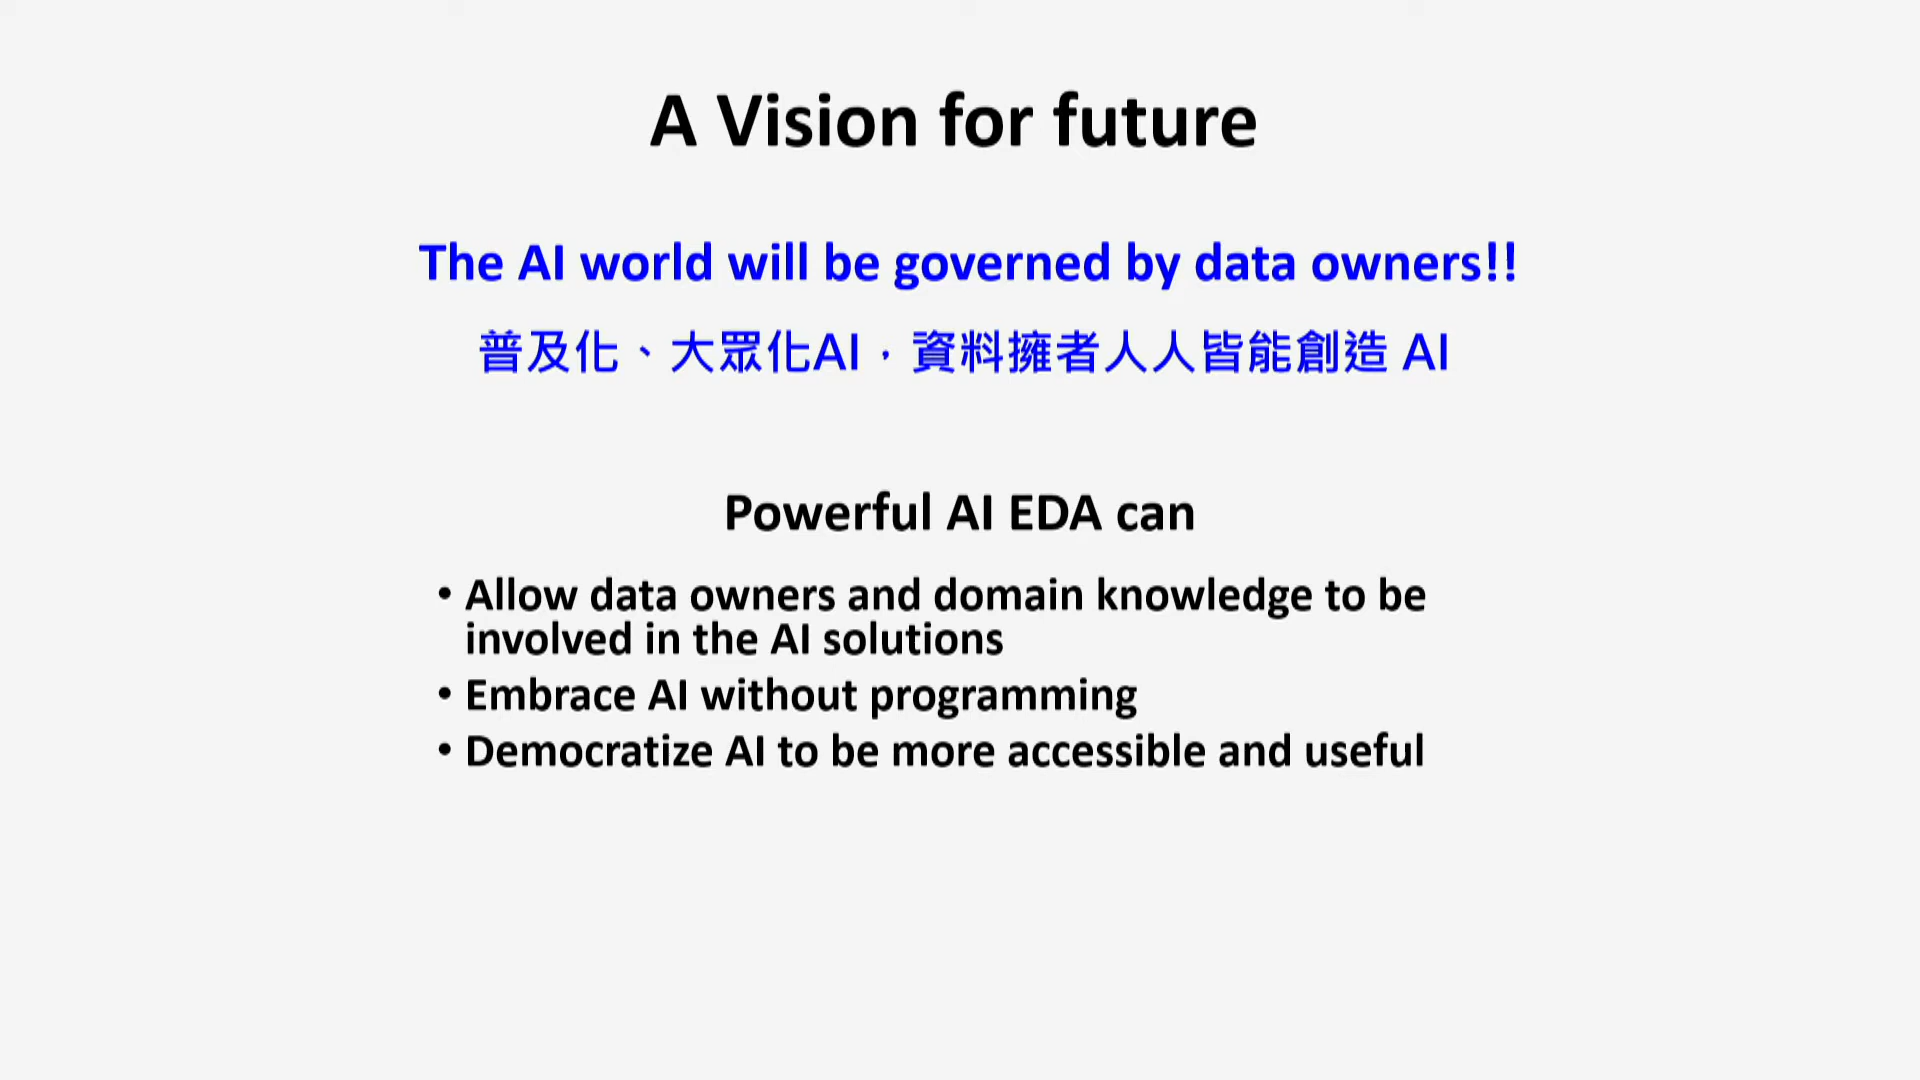 A Vision for future
The AI world will be governed by data owners!!
普及化、大眾化AI，資料擁者人人皆能創造 AI
Powerful AI EDA can
• Allow data owners and domain knowledge to be
involved in the AI solutions
• Embrace AI without programming
• Democratize AI to be more accessible and useful